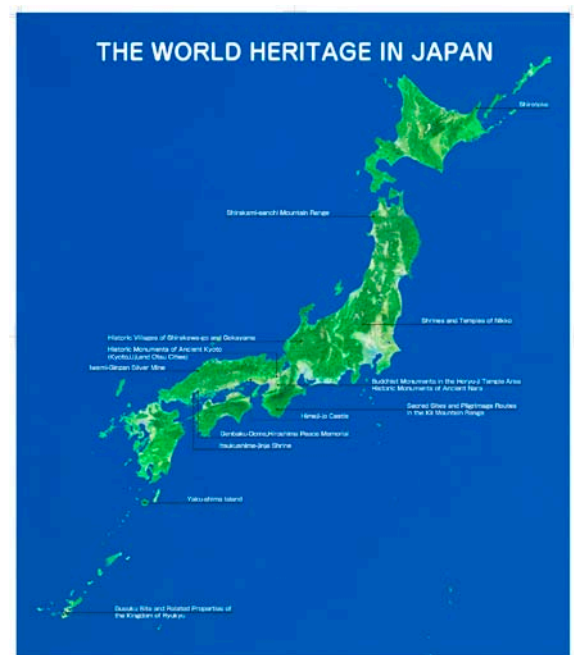 THE WORLD HERITAGE IN JAPAN
Shiretoko
Shirakami-sanchi Mountain Range
Shrines and Temples of Nikko
Historic Villages of Shirakawa-go and Gokayama
Historic Monuments of Ancient Kyoto
(Kyoto,Uji,and Otsu Cities)
Iwami-Ginzan Silver Mine
Buddhist Monuments in the Horyu-ji Temple Area
Historic Monuments of Ancient Nara
Sacred Sites and Pilgrimage Routes
in the Kii Mountain Range
Himeji-jo Castle
Genbaku-Dome,Hiroshima Peace Memorial
Itsukushima-jinja Shrine
Yaku-shima Island
Gusuku Site and Related Properties of
the Kingdom of Ryukyu